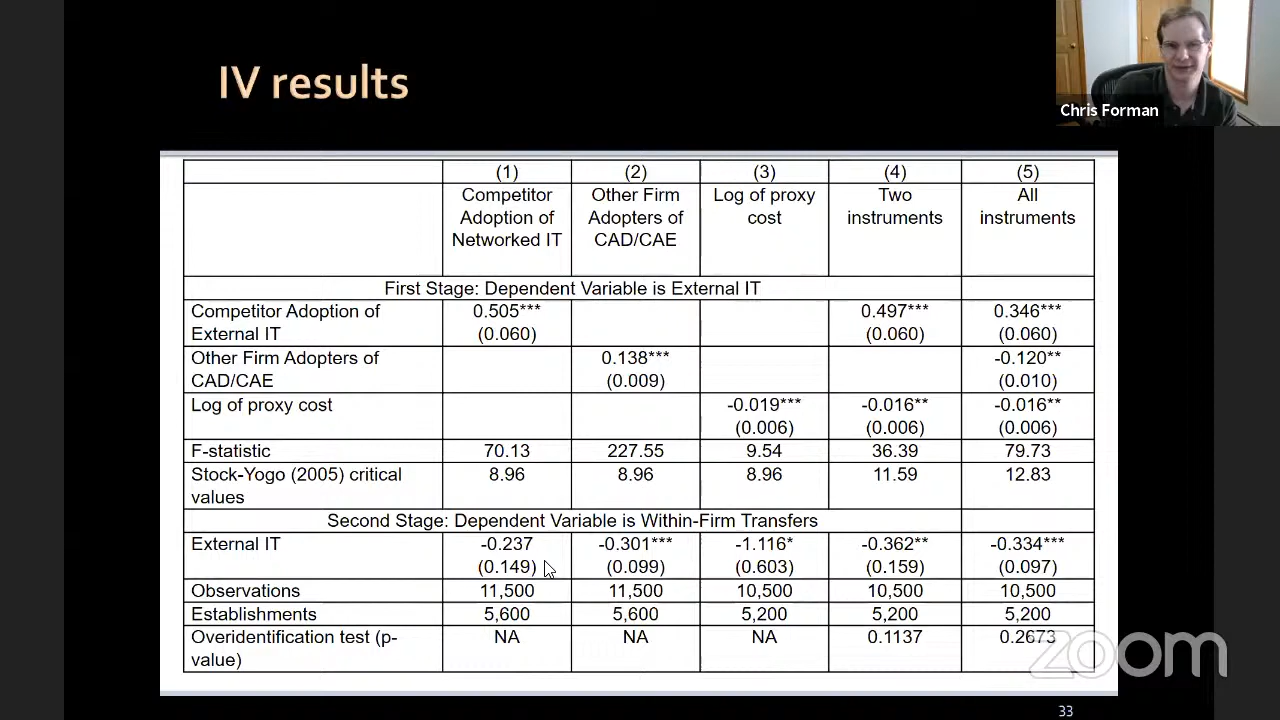 IV results
Chris Forman
(1) (2) (3) (4) (5)
Competitor Other Firm Log of proxy Two All
Adoption of Adopters of cost instruments instruments
Networked IT CAD/CAE
First Stage: Dependent Variable is External IT
Competitor Adoption of 0.505*** 0.497*** 0.346***
External IT (0.060) (0.060) (0.060)
Other Firm Adopters of 0.138*** -0.120**
CAD/CAE (0.009) (0.010)
Log of proxy cost -0.019*** -0.016** -0.016**
(0.006) (0.006) (0.006)
F-statistic 70.13 227.55 9.54 36.39 79.73
Stock-Yogo (2005) critical 8.96 8.96 8.96 11.59 12.83
values
Second Stage: Dependent Variable is Within-Firm Transfers
External IT -0.237 -0.301*** -1.116* -0.362** -0.334***
(0.149) (0.099) (0.603) (0.159) (0.097)
Observations 11,500 11,500 10,500 10,500 10,500
Establishments 5,600 5,600 5,200 5,200 5,200
Overidentification test (p- NA NA NA 0.1137 0.2673
value)
zoom
33